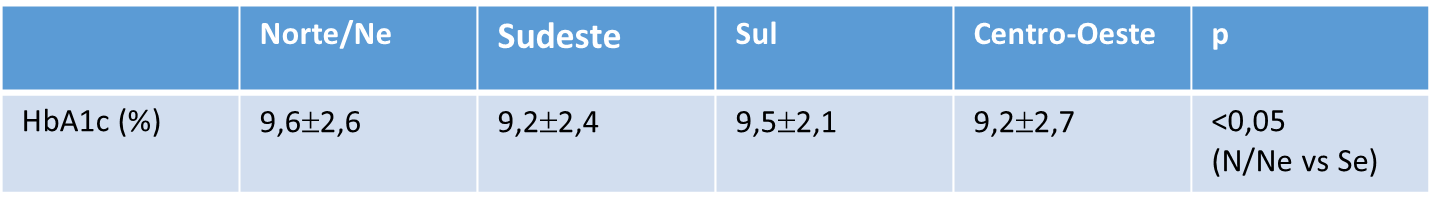 Norte/Ne Sudeste Sul Centro-Oeste p
HbA1c (%) 9,6±2,6 9,2±2,4 9,5±2,1 9,2±2,7 <0,05
(N/Ne vs Se)